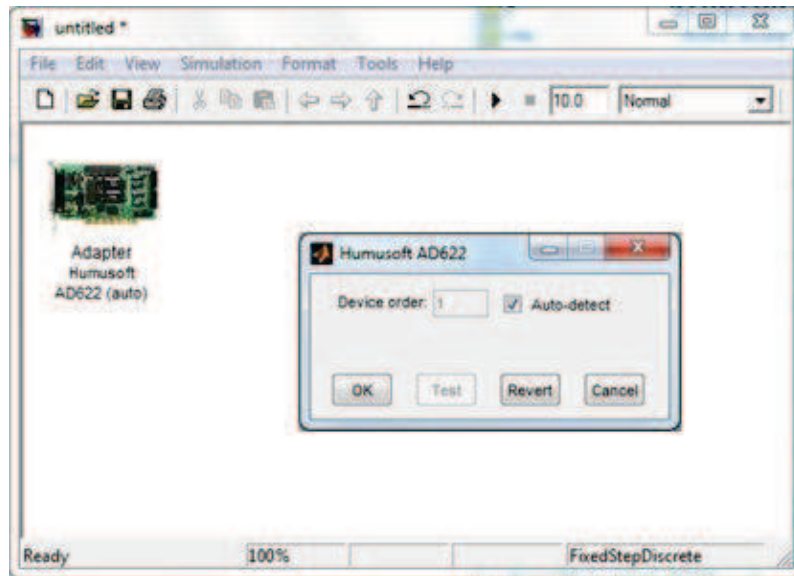 untitled *
File Edit View Simulation Format Tools Help
10.0 Normal
Adapter
Humusoft
AD622 (auto)
Humusoft AD622
Device order: 1 Auto-detect
OK Test Revert Cancel
Ready 100% FixedStepDiscrete